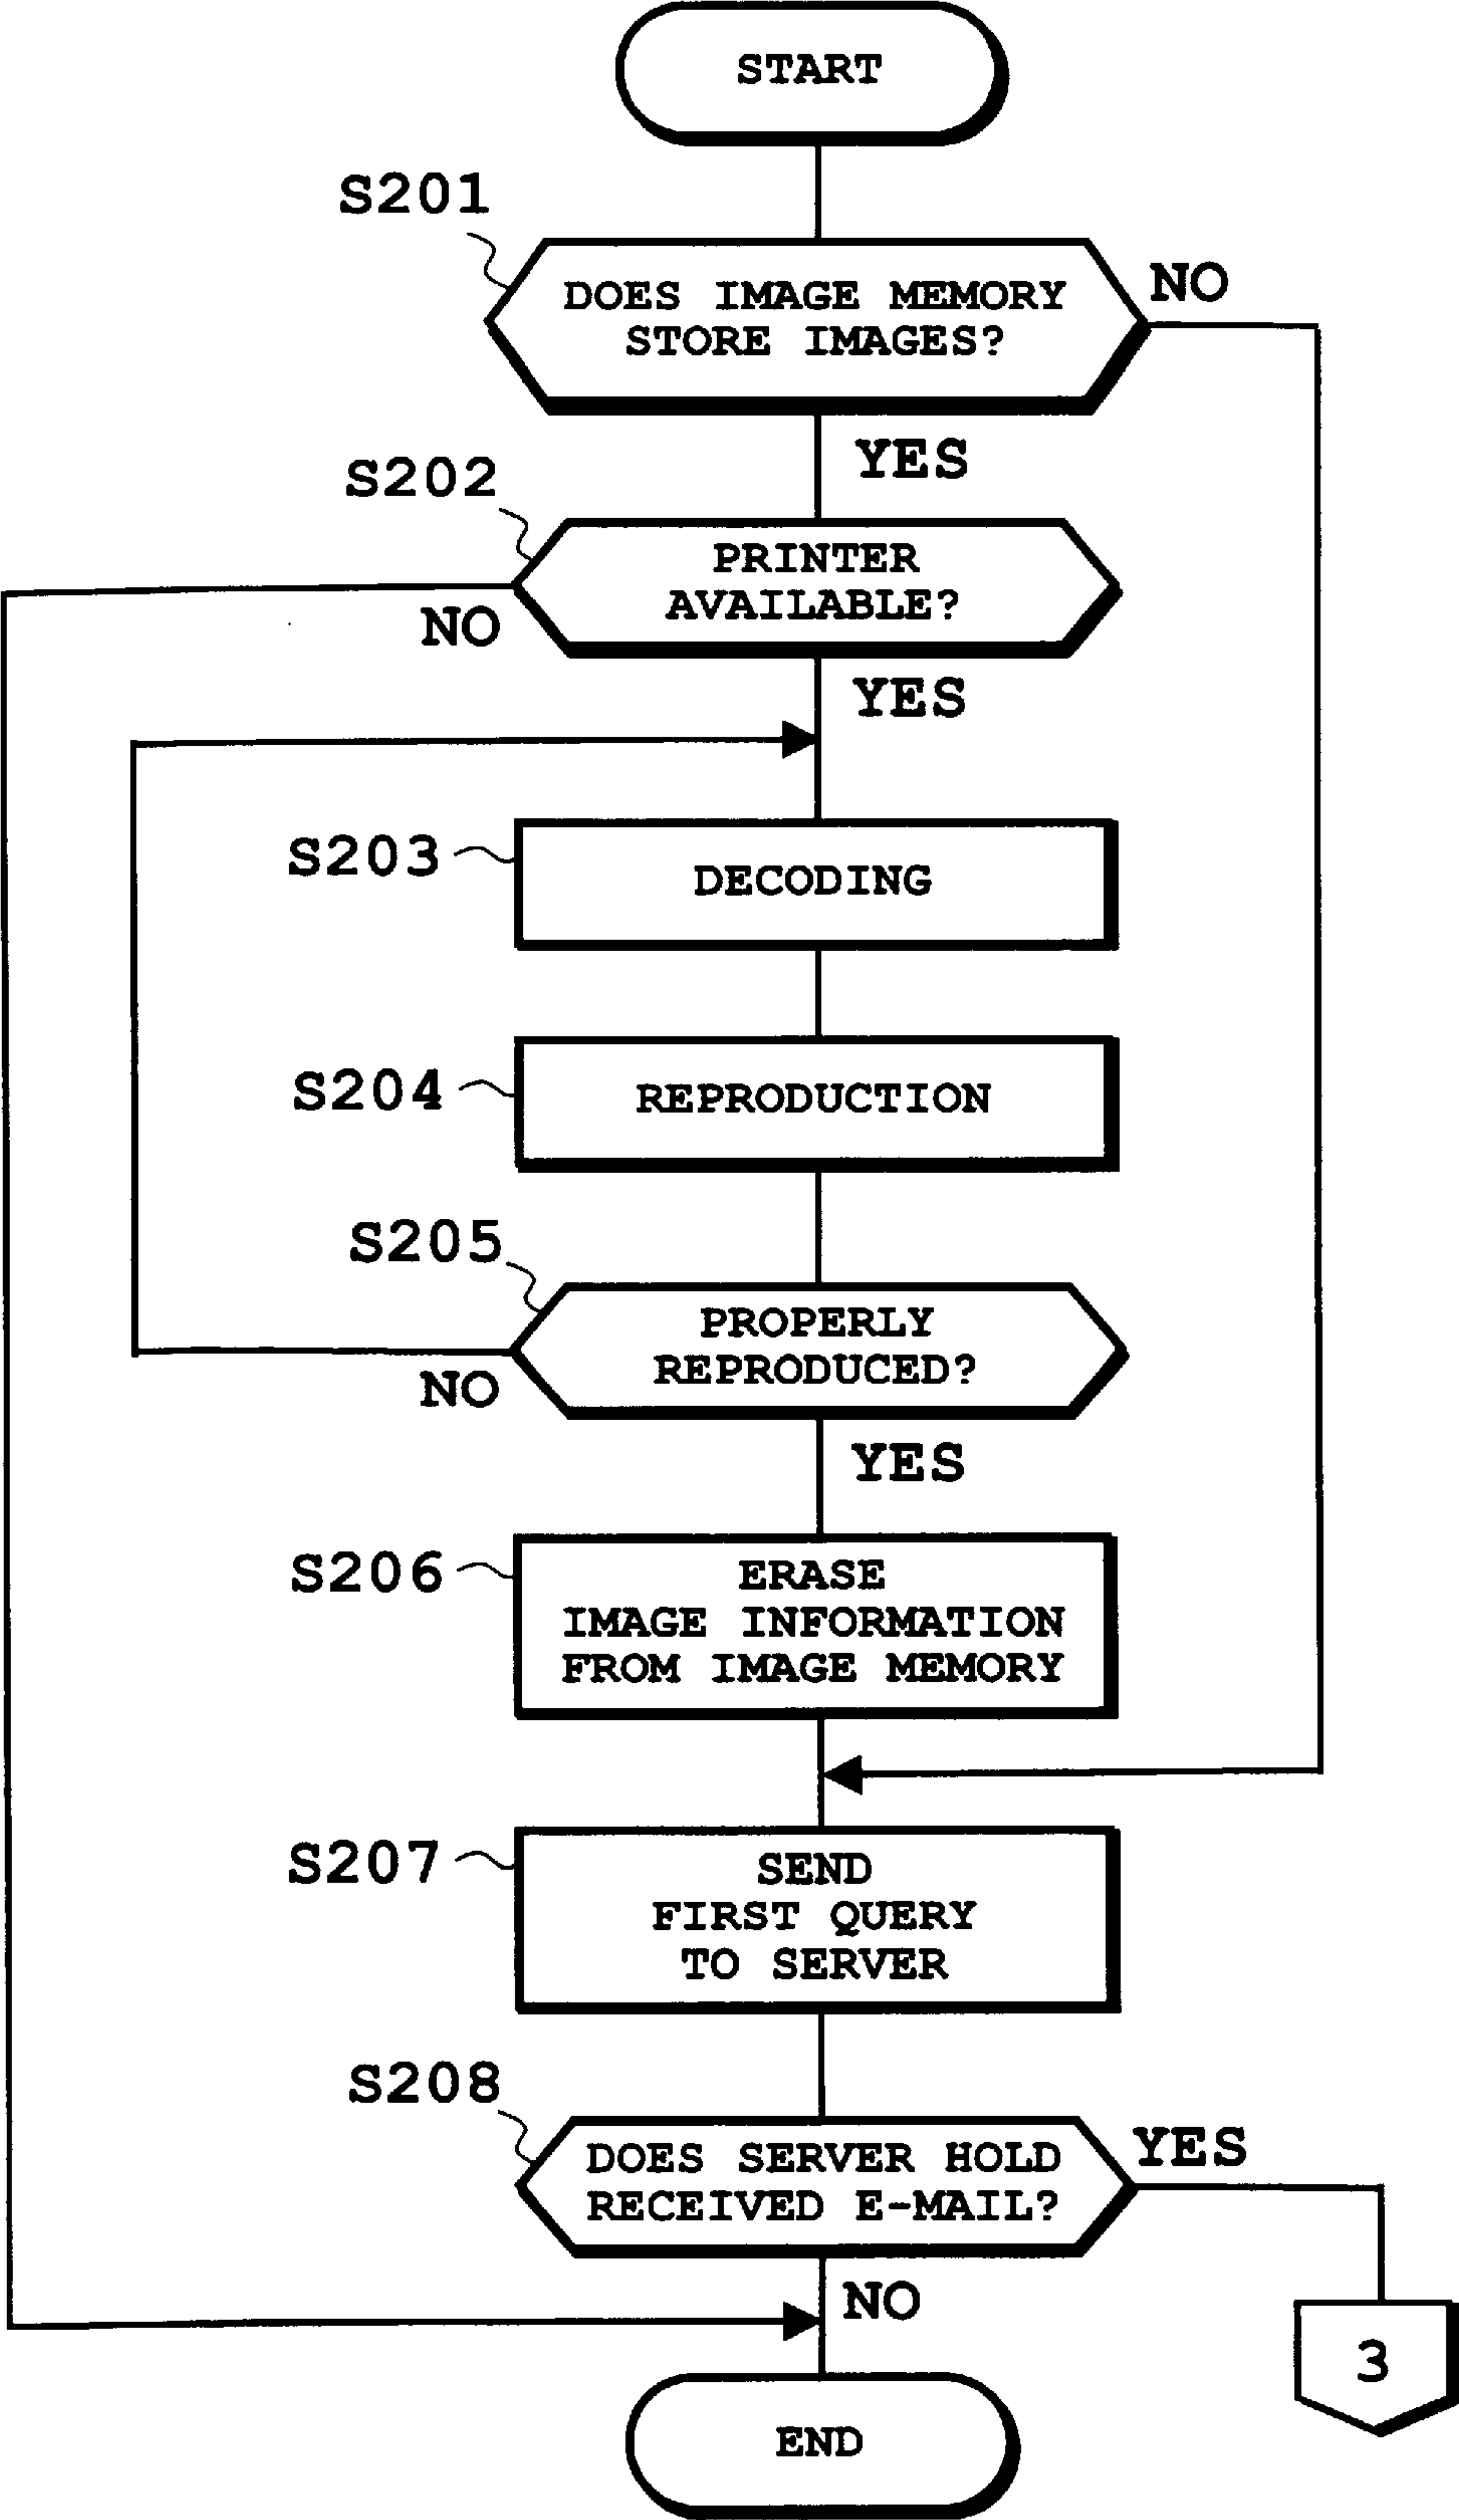 START
S201
DOES IMAGE MEMORY
STORE IMAGES?
NO
YES
S202
PRINTER
AVAILABLE?
NO
YES
S203
DECODING
S204
REPRODUCTION
S205
PROPERLY
REPRODUCED?
NO
YES
S206
ERASE
IMAGE INFORMATION
FROM IMAGE MEMORY
S207
SEND
FIRST QUERY
TO SERVER
S208
DOES SERVER HOLD
RECEIVED E-MAIL?
YES
NO
3
END